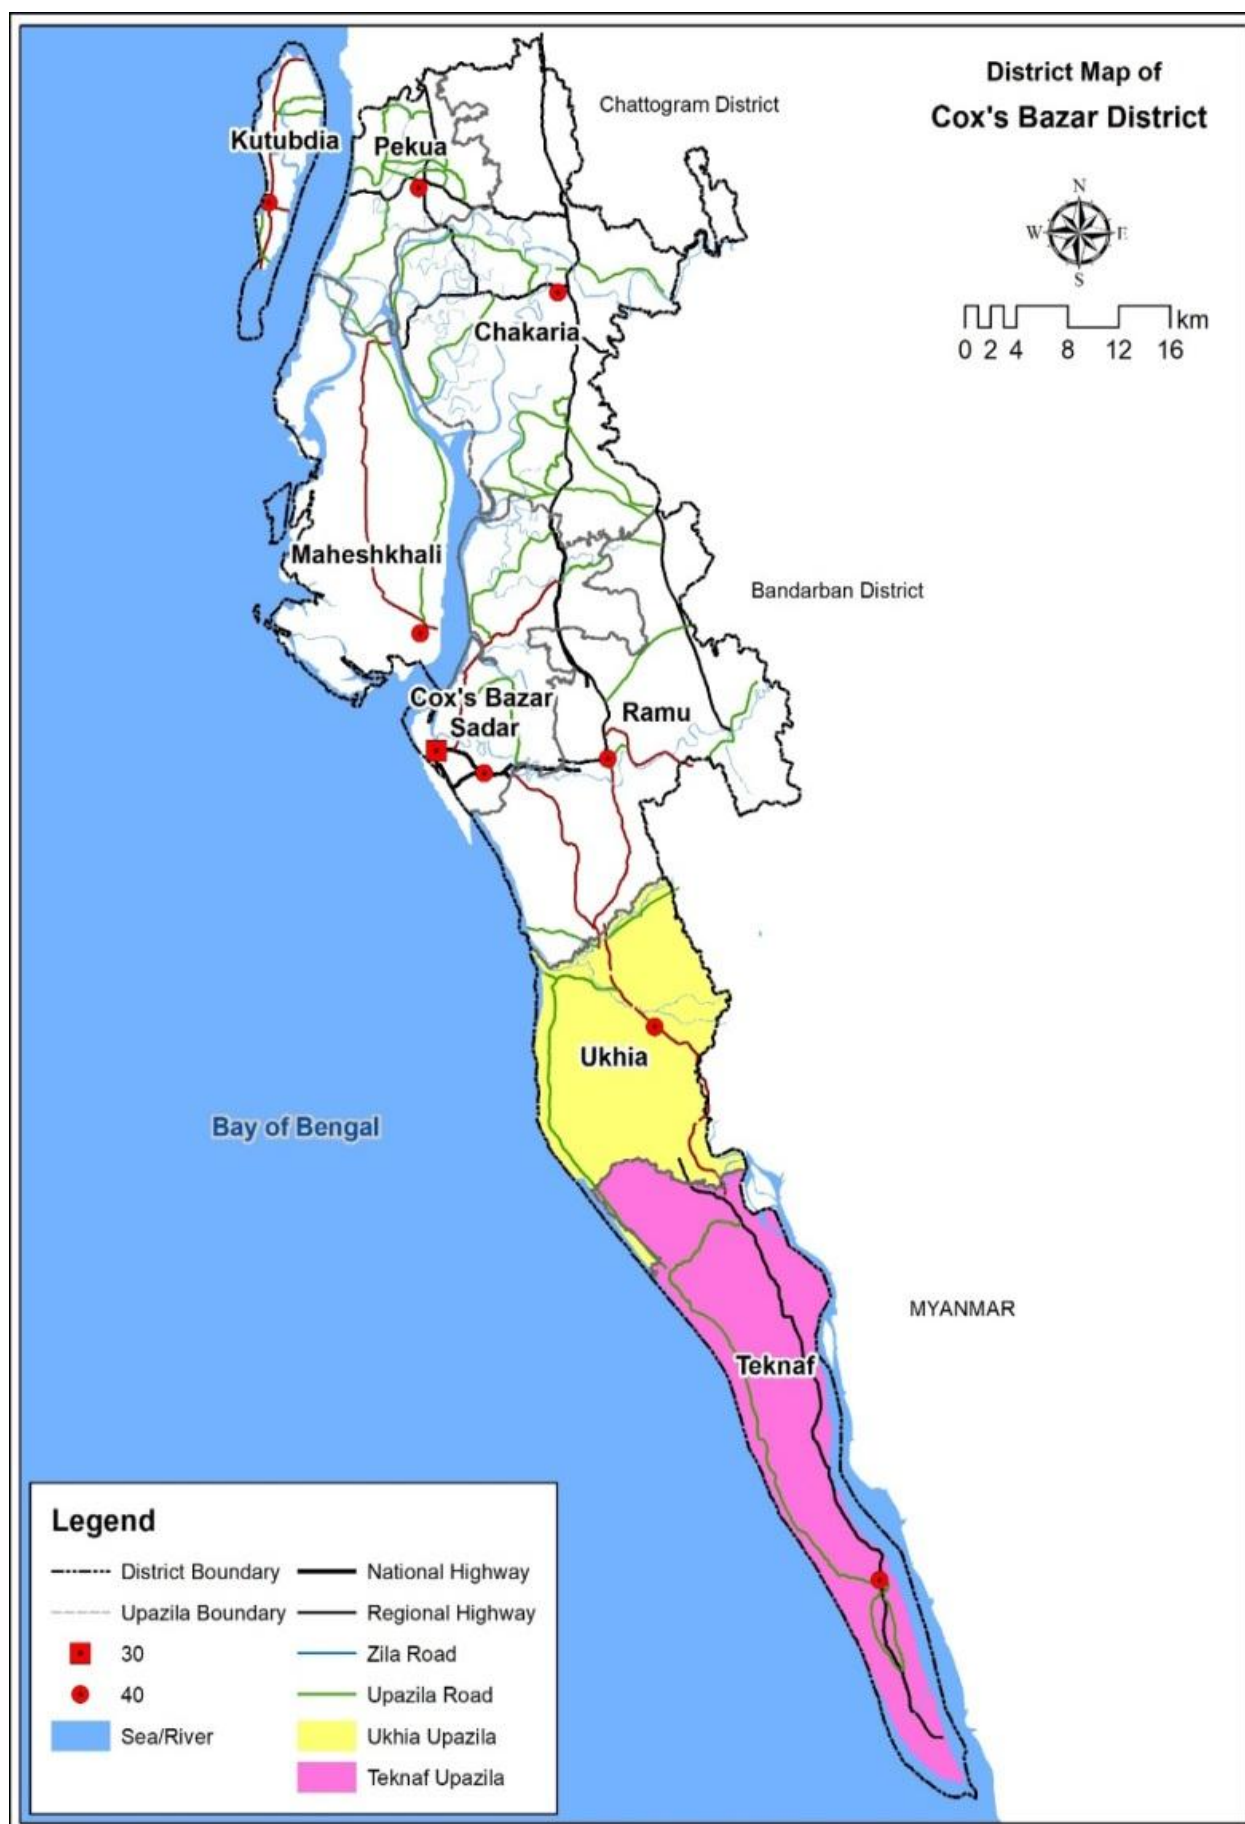 District Map of
Cox's Bazar District
Chattogram District
Kutubdia
Pekua
N
W E
S
km
0 2 4 8 12 16
Chakaria
Maheshkhali
Bandarban District
Cox's Bazar
Sadar
Ramu
Ukhia
Bay of Bengal
MYANMAR
Teknaf
Legend
District Boundary
Upazila Boundary
30
40
Sea/River
National Highway
Regional Highway
Zila Road
Upazila Road
Ukhia Upazila
Teknaf Upazila